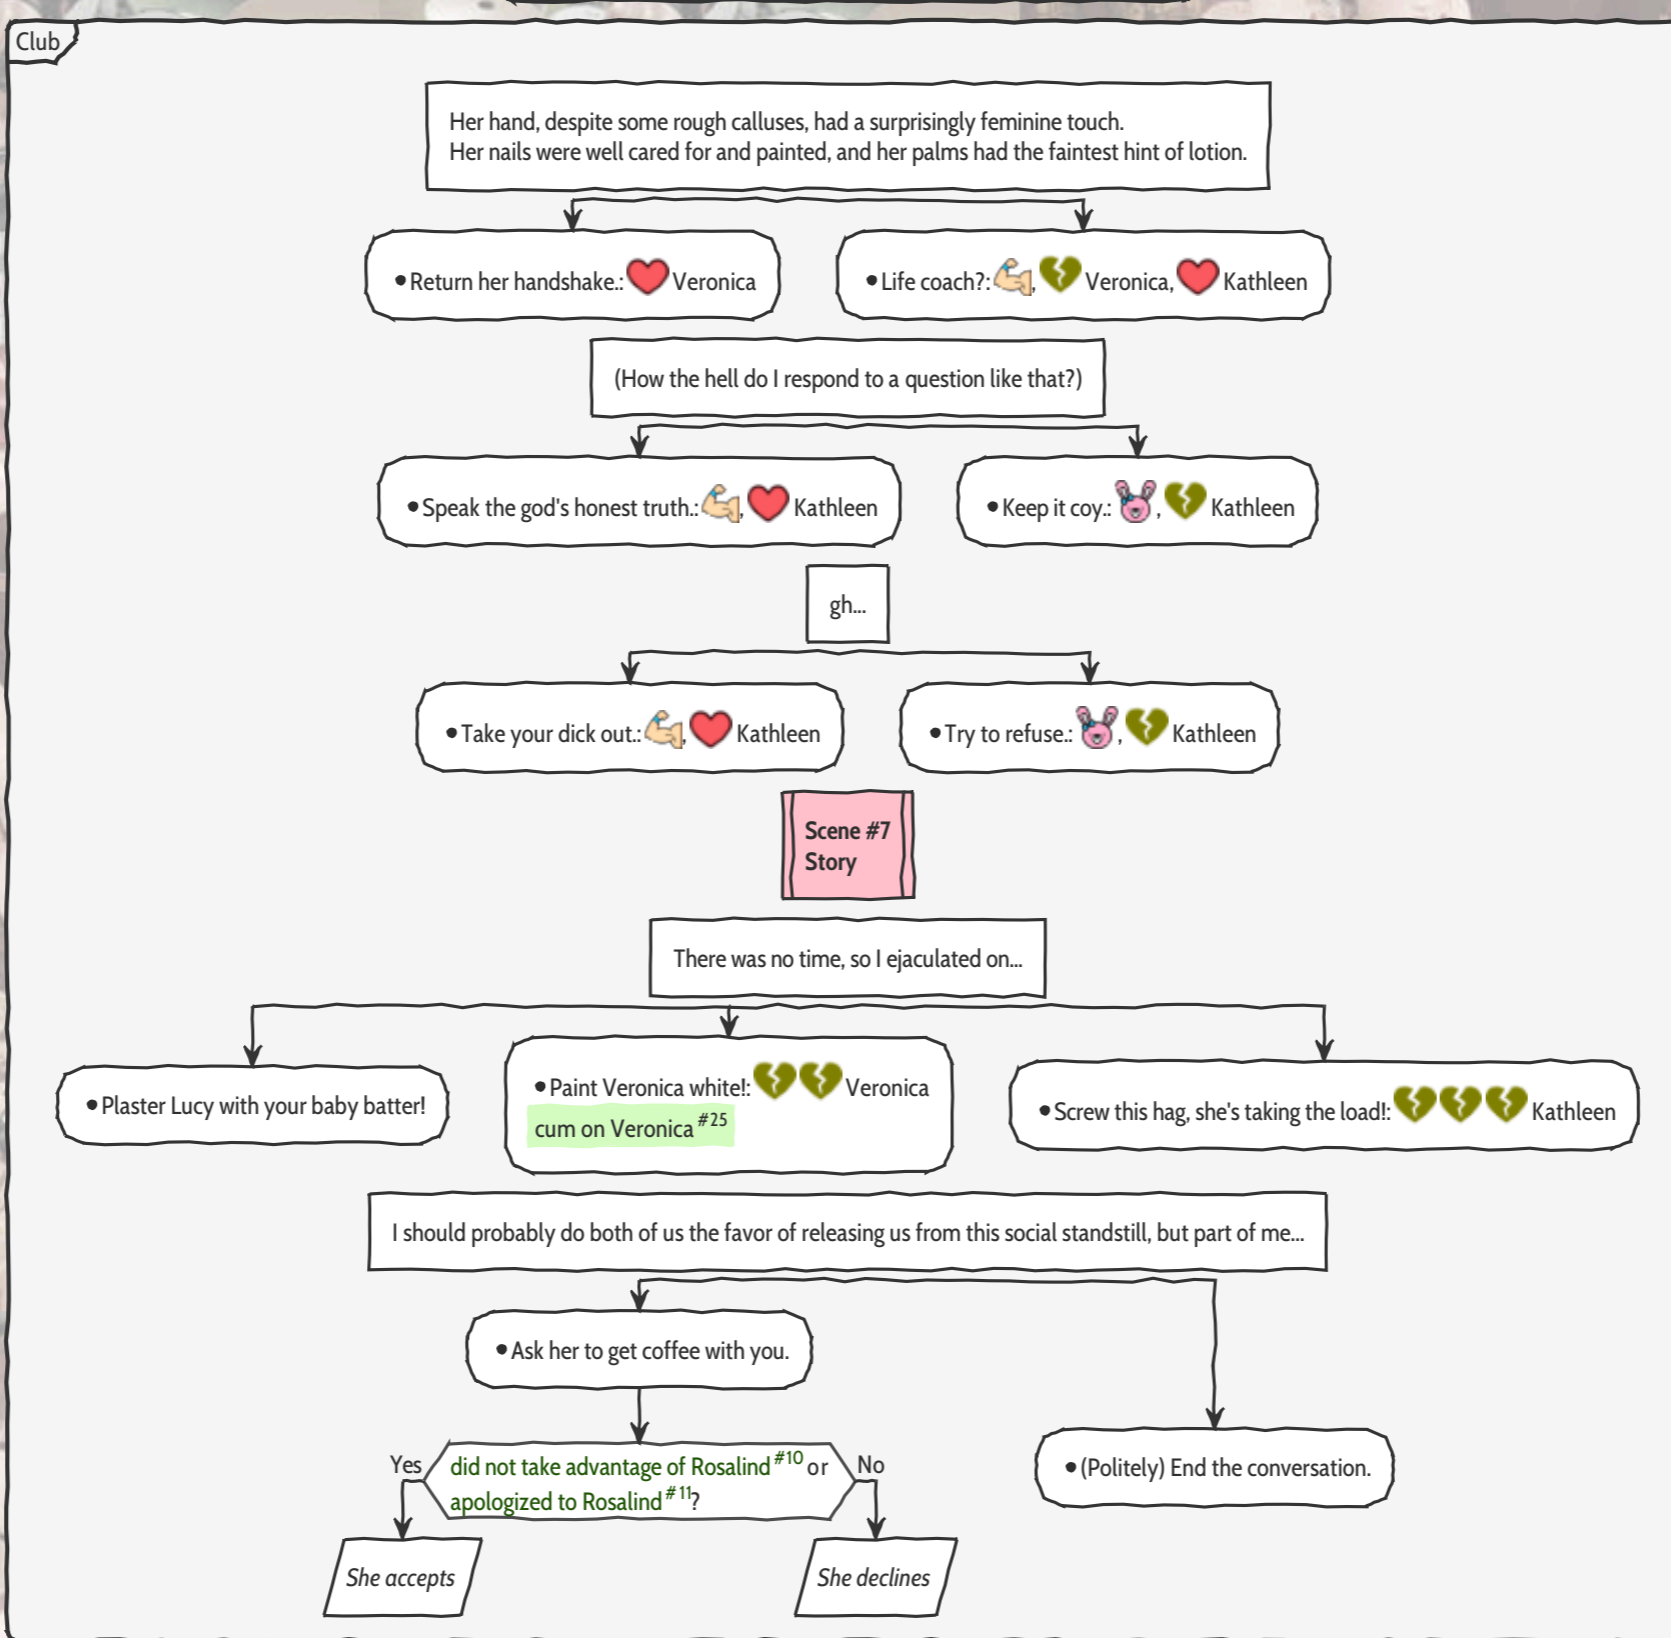 Club
Her hand, despite some rough calluses, had a surprisingly feminine touch.
Her nails were well cared for and painted, and her palms had the faintest hint of lotion.
•Return her handshake.: Veronica
•Life coach?: , Veronica, Kathleen
(How the hell do I respond to a question like that?)
•Speak the god's honest truth.: , Kathleen
•Keep it coy.: , Kathleen
gh...
•Take your dick out.: , Kathleen
•Try to refuse.: , Kathleen
Scene #7
Story
There was no time, so I ejaculated on...
•Plaster Lucy with your baby batter!
•Paint Veronica white!: Veronica
cum on Veronica #25
•Screw this hag, she's taking the load!: Kathleen
I should probably do both of us the favor of releasing us from this social standstill, but part of me...
•Ask her to get coffee with you.
Yes
did not take advantage of Rosalind #10 or
apologized to Rosalind #11?
No
•(Politely) End the conversation.
She accepts
She declines